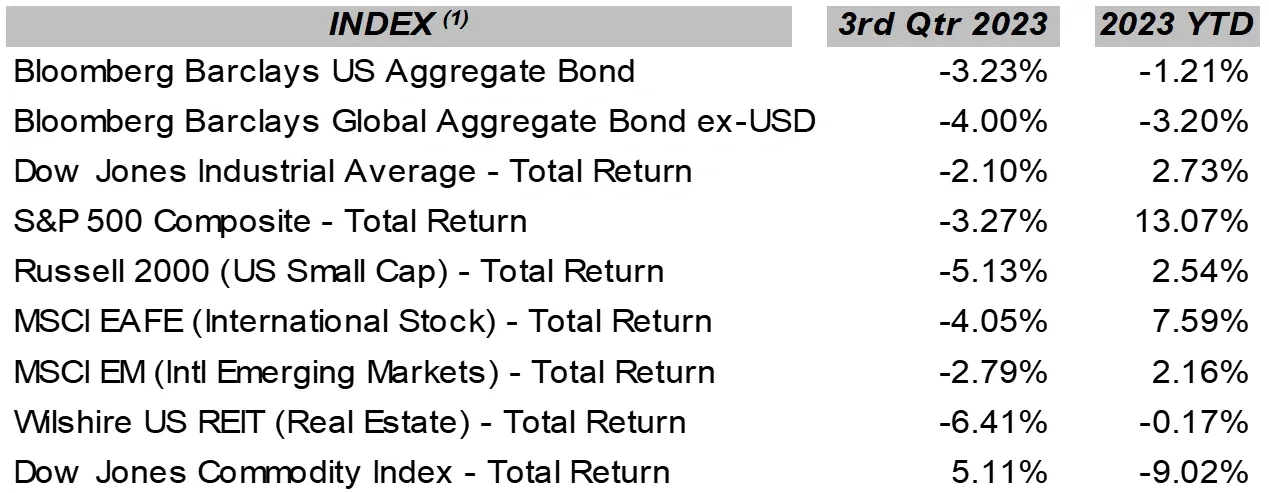 INDEX (1) 3rd Qtr 2023 2023 YTD
Bloomberg Barclays US Aggregate Bond -3.23% -1.21%
Bloomberg Barclays Global Aggregate Bond ex-USD -4.00% -3.20%
Dow Jones Industrial Average - Total Return -2.10% 2.73%
S&P 500 Composite - Total Return -3.27% 13.07%
Russell 2000 (US Small Cap) - Total Return -5.13% 2.54%
MSCI EAFE (International Stock) - Total Return -4.05% 7.59%
MSCI EM (Intl Emerging Markets) - Total Return -2.79% 2.16%
Wilshire US REIT (Real Estate) - Total Return -6.41% -0.17%
Dow Jones Commodity Index - Total Return 5.11% -9.02%